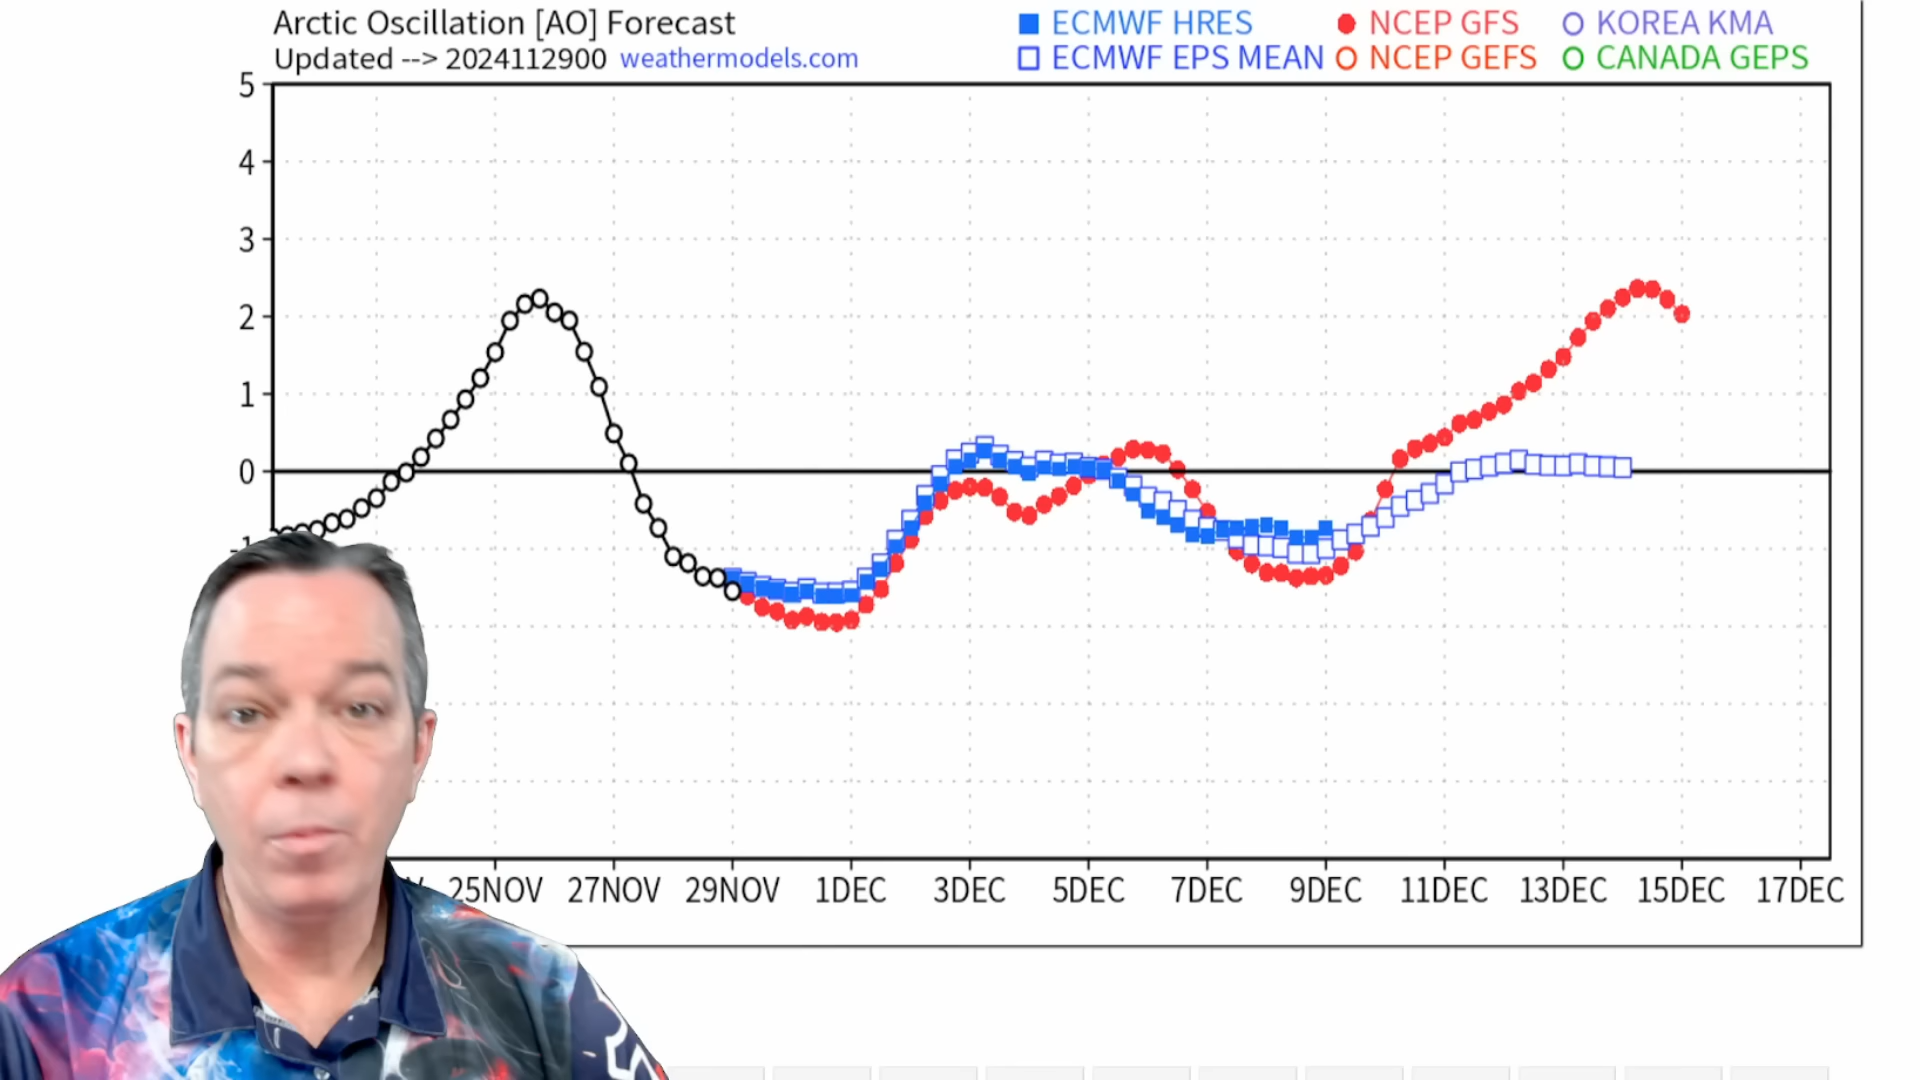 Arctic Oscillation [AO] Forecast
Updated --> 2024112900 weathermodels.com
ECMWF HRES NCEP GFS KOREA KMA
ECMWF EPS MEAN NCEP GEFS CANADA GEPS
5
4
3
2
1
0
-1
25NOV 27NOV 29NOV 1DEC 3DEC 5DEC 7DEC 9DEC 11DEC 13DEC 15DEC 17DEC